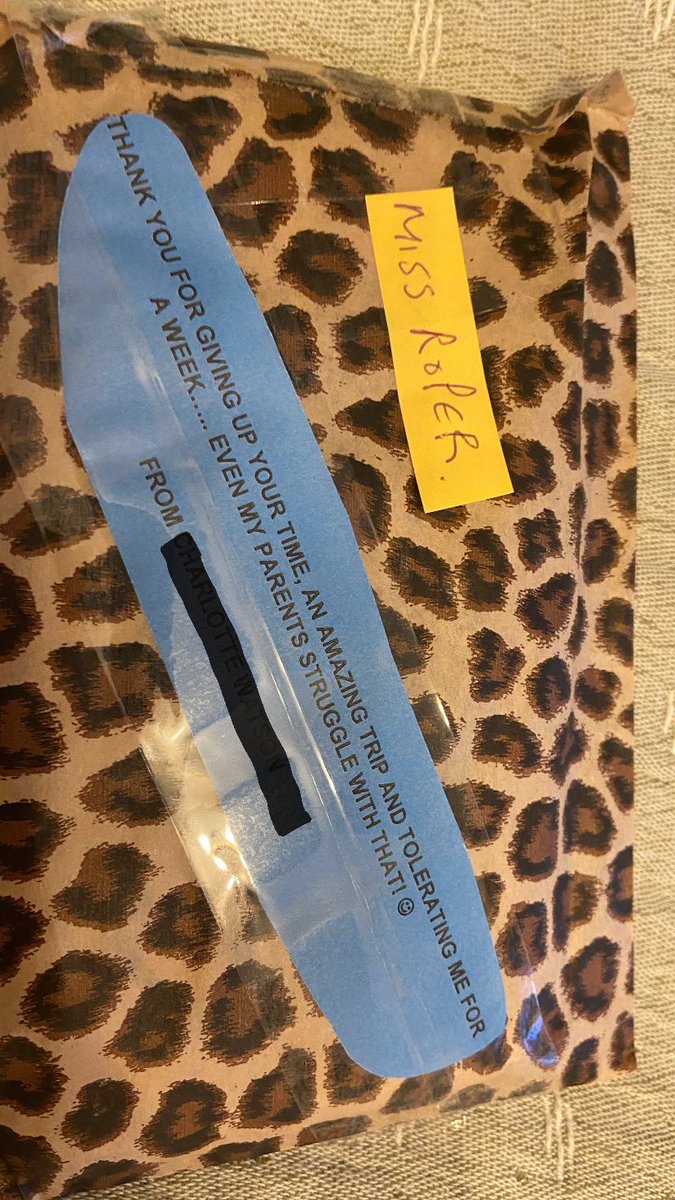 MISS ROPER.
THANK YOU FOR GIVING UP YOUR TIME, AN AMAZING TRIP AND TOLERATING ME FOR
A WEEK..... EVEN MY PARENTS STRUGGLE WITH THAT! ☺
FROM